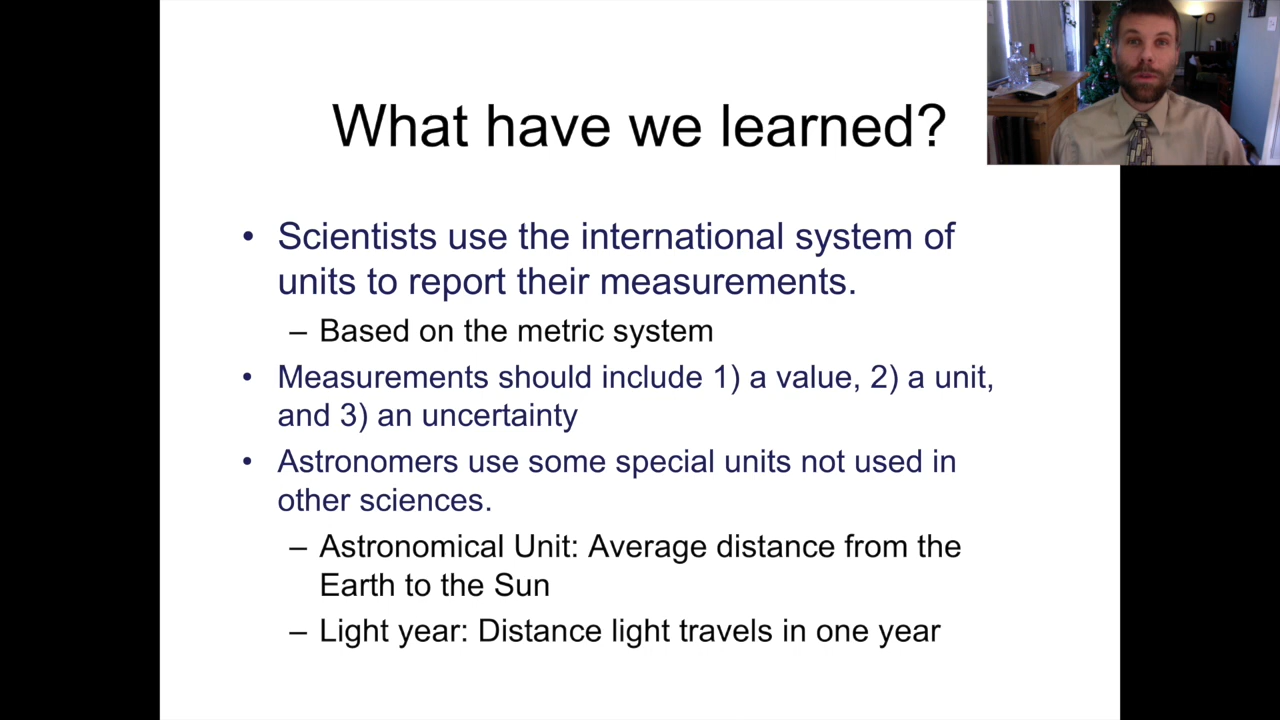 What have we learned?
• Scientists use the international system of
units to report their measurements.
– Based on the metric system
• Measurements should include 1) a value, 2) a unit,
and 3) an uncertainty
• Astronomers use some special units not used in
other sciences.
– Astronomical Unit: Average distance from the
Earth to the Sun
– Light year: Distance light travels in one year